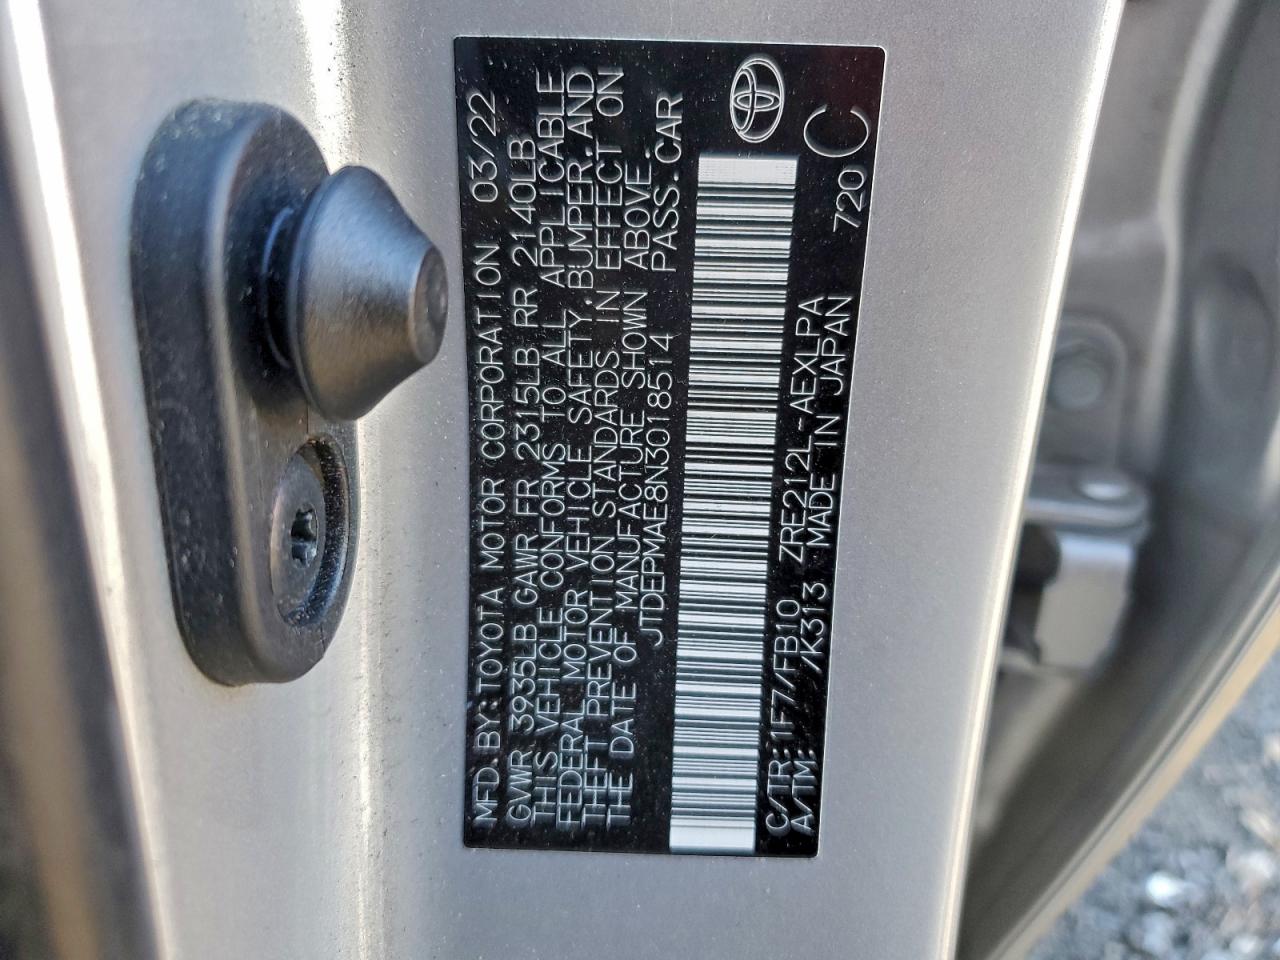 MFD.BY:TOYOTA MOTOR CORPORATION 03/22
GVWR 3935LB GAWR FR 2315LB RR 2140LB
THIS VEHICLE CONFORMS TO ALL APPLICABLE
FEDERAL MOTOR VEHICLE SAFETY,BUMPER,AND
THEFT PREVENTION STANDARDS IN EFFECT ON
THE DATE OF MANUFACTURE SHOWN ABOVE.
JTDEPMAE8N3018514 PASS.CAR
C/TR:1F7/FB10 ZRE212L-AEXLPA 720 C
A/TM: /K313 MADE IN JAPAN